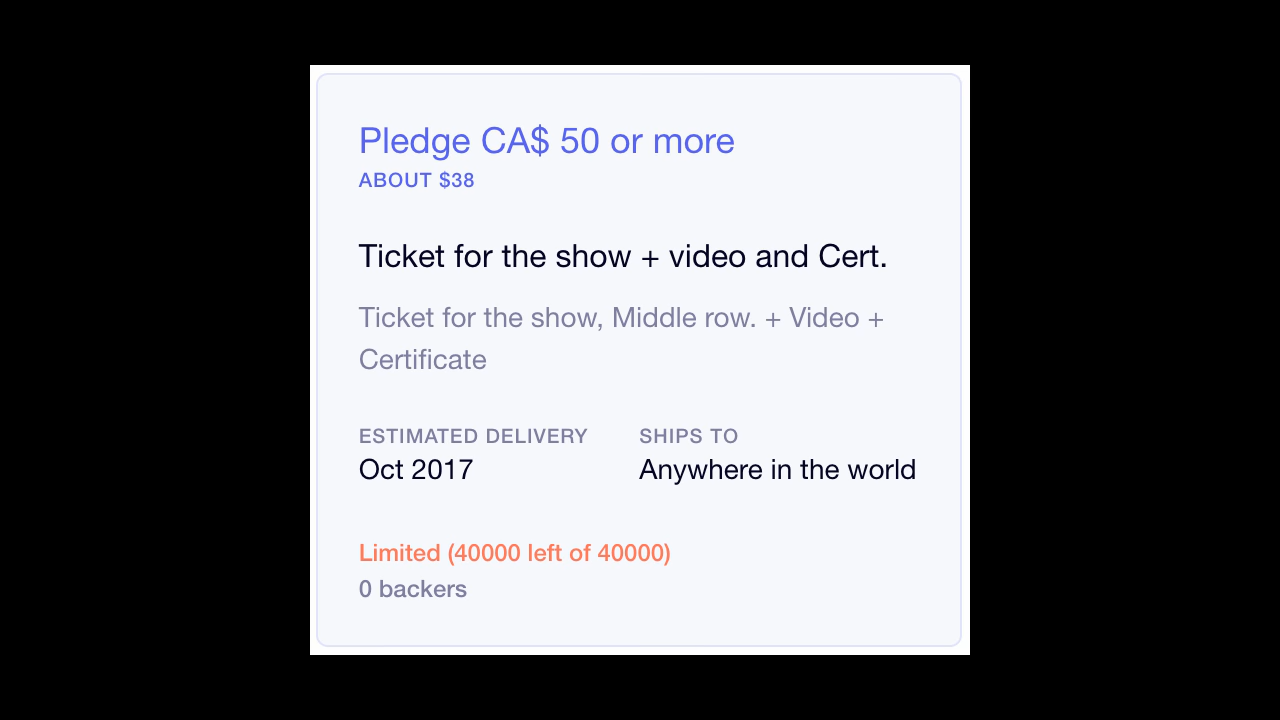 Pledge CA$ 50 or more
ABOUT $38
Ticket for the show + video and Cert.
Ticket for the show, Middle row. + Video +
Certificate
ESTIMATED DELIVERY
Oct 2017
SHIPS TO
Anywhere in the world
Limited (40000 left of 40000)
0 backers